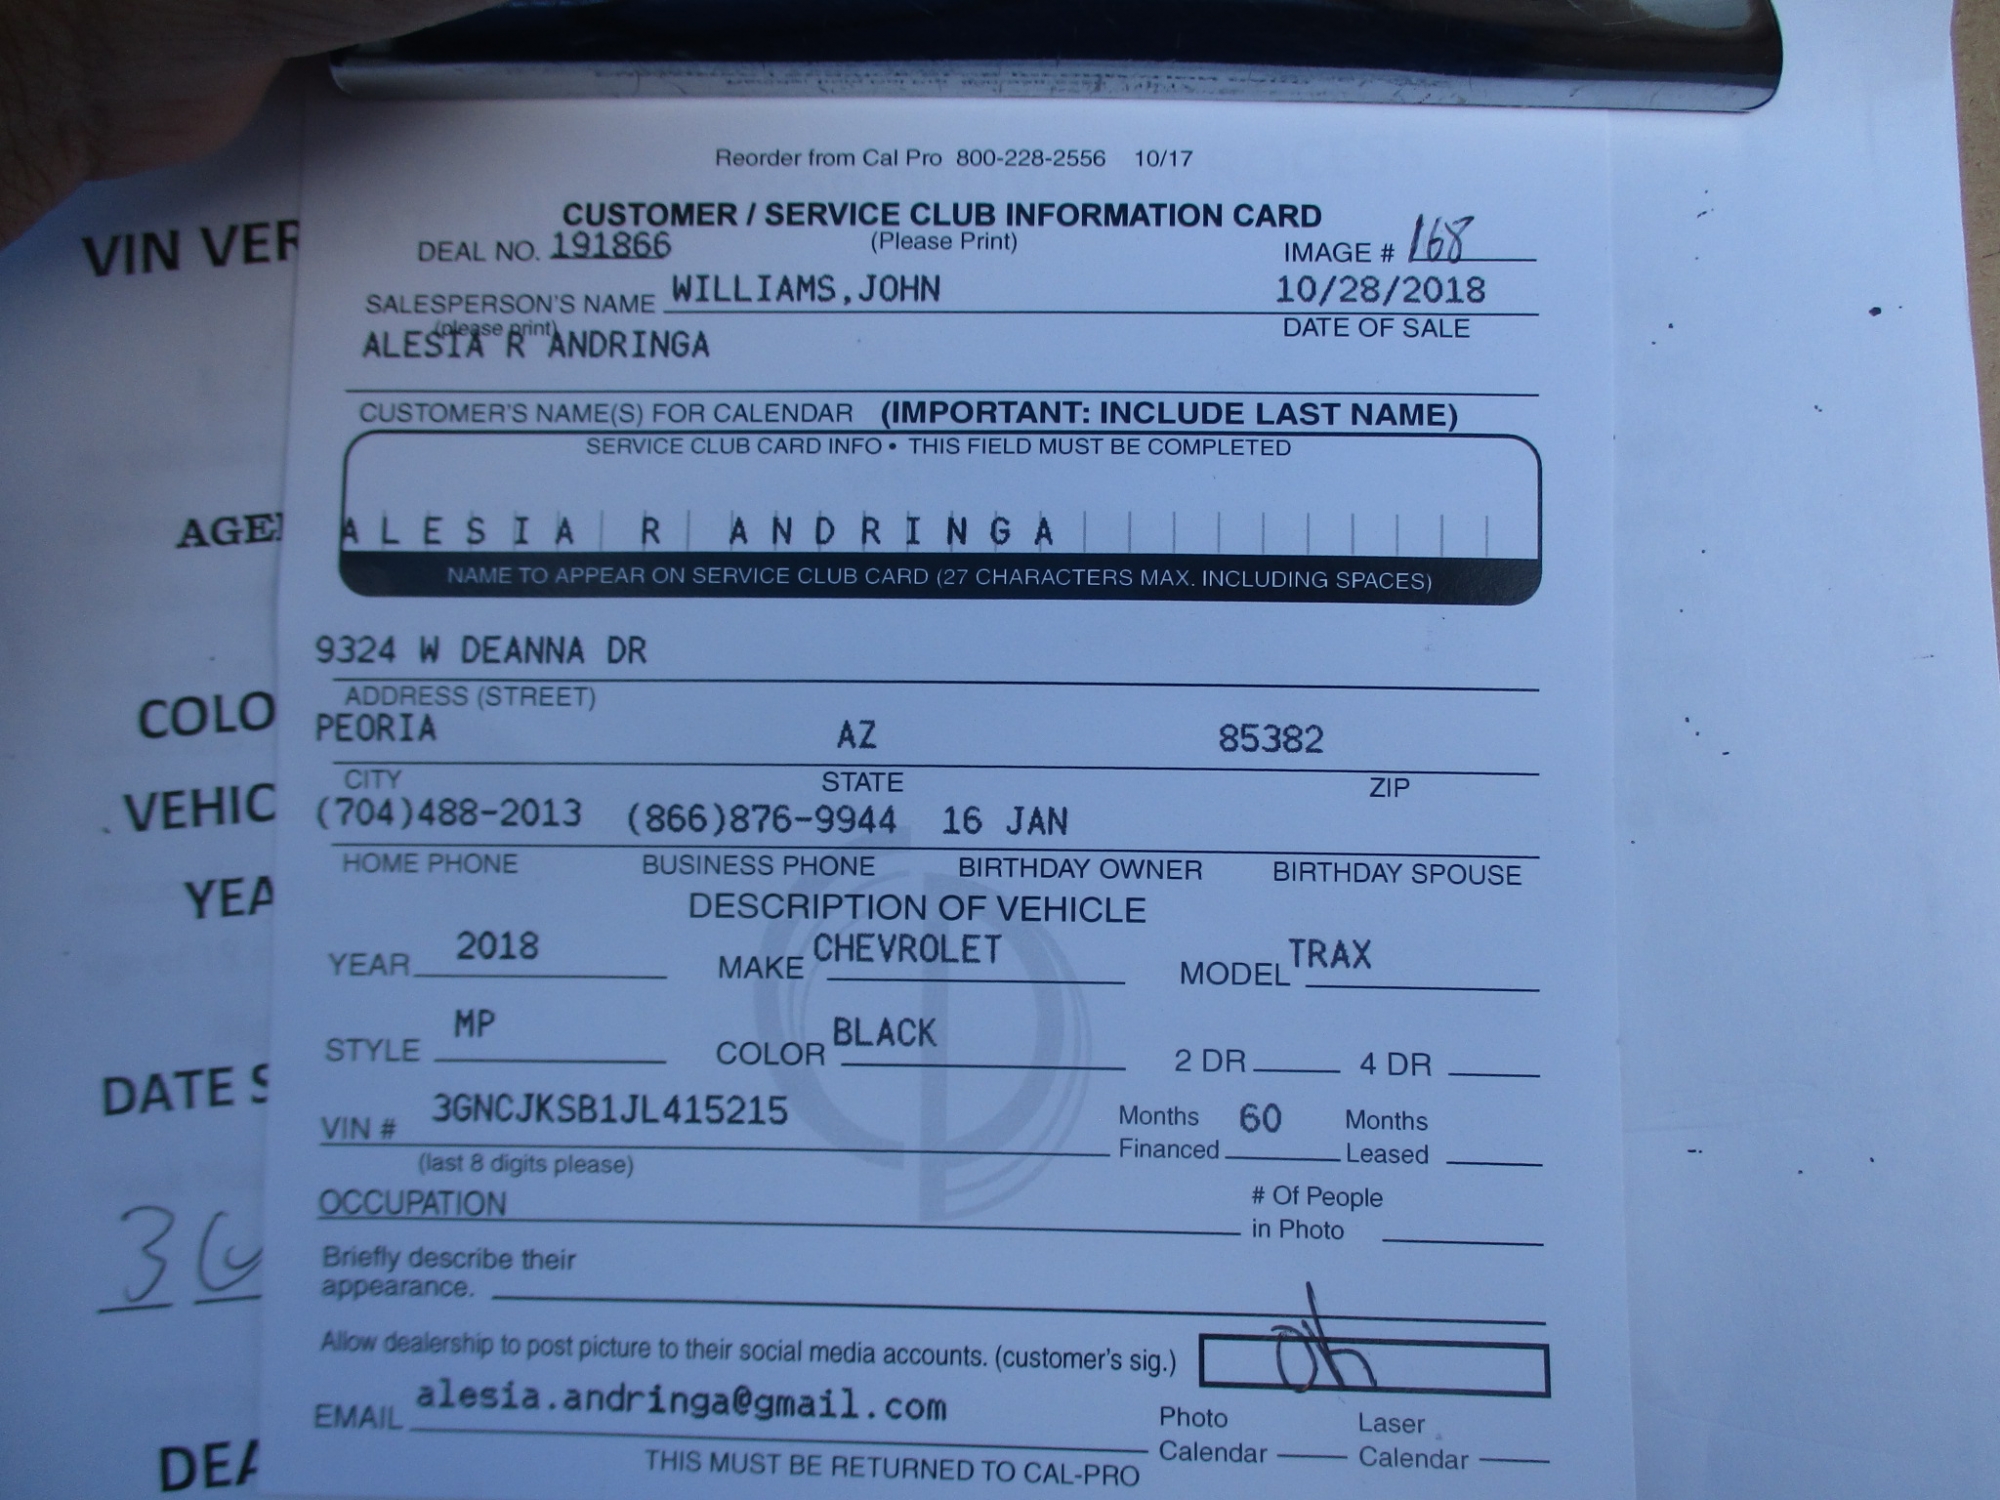 Reorder from Cal Pro 800-228-2556 10/17
CUSTOMER / SERVICE CLUB INFORMATION CARD
DEAL NO. 191866 (Please Print) IMAGE # 168
SALESPERSON'S NAME WILLIAMS,JOHN 10/28/2018
(please print) DATE OF SALE
ALESIA R ANDRINGA
CUSTOMER'S NAME(S) FOR CALENDAR (IMPORTANT: INCLUDE LAST NAME)
SERVICE CLUB CARD INFO • THIS FIELD MUST BE COMPLETED
ALESIA R ANDRINGA
NAME TO APPEAR ON SERVICE CLUB CARD (27 CHARACTERS MAX. INCLUDING SPACES)
9324 W DEANNA DR
ADDRESS (STREET)
PEORIA AZ 85382
CITY STATE ZIP
(704)488-2013 (866)876-9944 16 JAN
HOME PHONE BUSINESS PHONE BIRTHDAY OWNER BIRTHDAY SPOUSE
DESCRIPTION OF VEHICLE
YEAR 2018 MAKE CHEVROLET MODEL TRAX
STYLE MP COLOR BLACK 2 DR 4 DR
VIN # 3GNCJKSB1JL415215 Months Financed 60 Months Leased
(last 8 digits please)
OCCUPATION # Of People in Photo
Briefly describe their
appearance.
Allow dealership to post picture to their social media accounts. (customer's sig.)
EMAIL alesia.andringa@gmail.com Photo Calendar Laser Calendar
THIS MUST BE RETURNED TO CAL-PRO
VIN VER
AGE
COLO
VEHIC
YEA
DATE S
3G
DEA